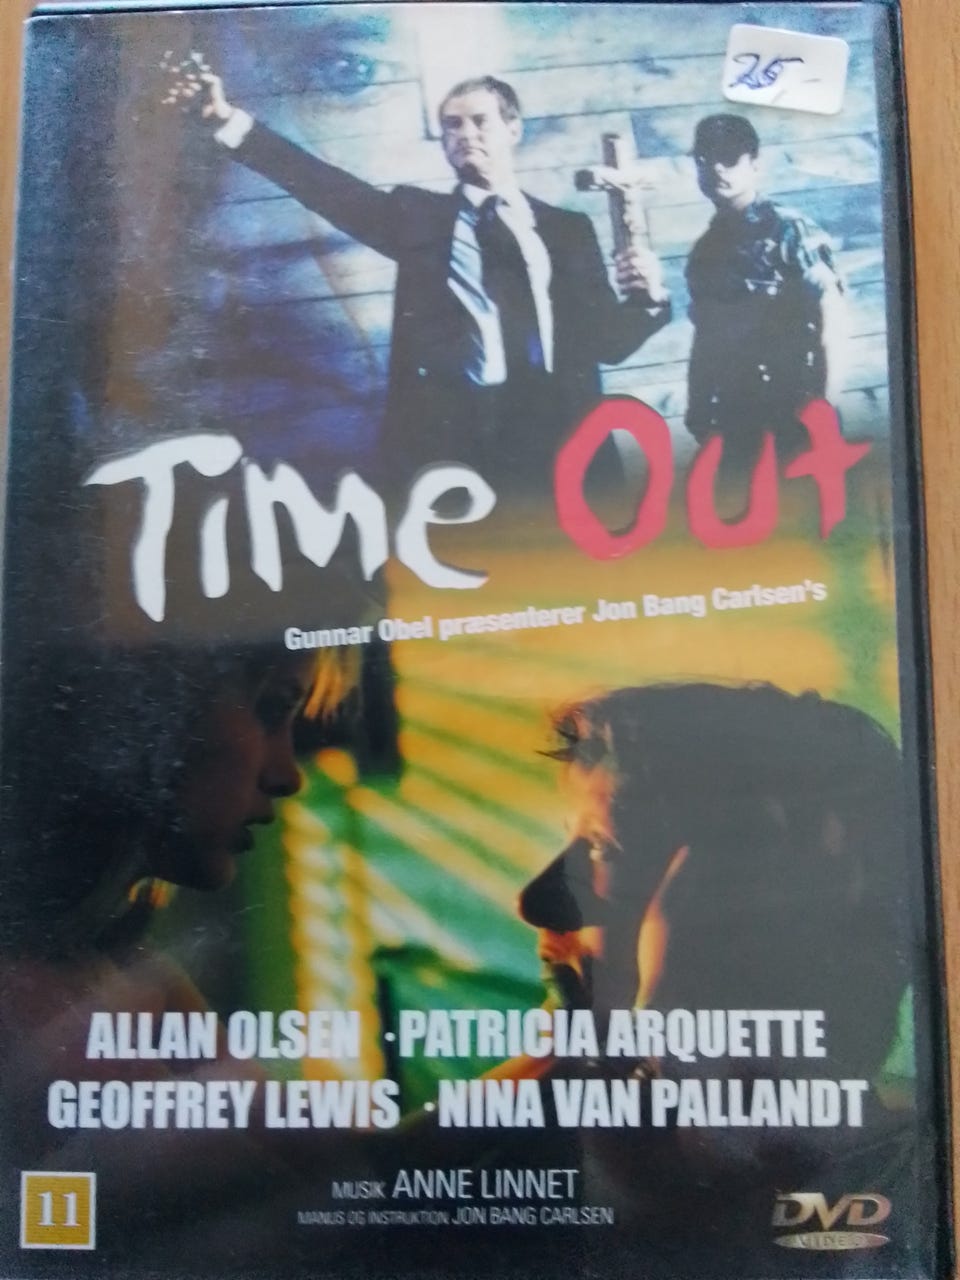 25,-
Time Out
Gunnar Obel præsenterer Jon Bang Carlsen's
ALLAN OLSEN · PATRICIA ARQUETTE
GEOFFREY LEWIS · NINA VAN PALLANDT
MUSIK ANNE LINNET
MANUS OG INSTRUKTION JON BANG CARLSEN
11
DVD
VIDEO